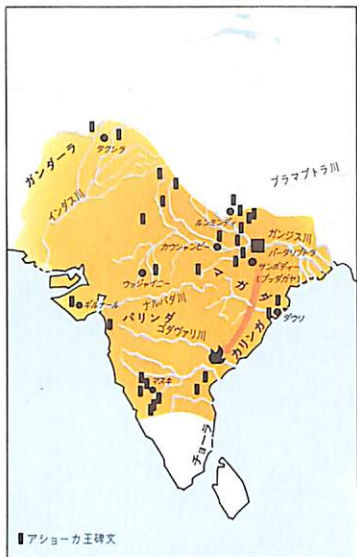 タクシラ
ガンダーラ
インダス川
ブラマプトラ川
ルンミンディ
ガンジス川
カウシャンビー
パータリプトラ
サンボディー
(ブッダガヤ)
マガダ
ウッジャイニー
ギルナール
ナルバダ川
パリンダ
ゴダヴァリ川
カリンガ
ダウリ
マスキ
チョーラ
アショーカ王碑文